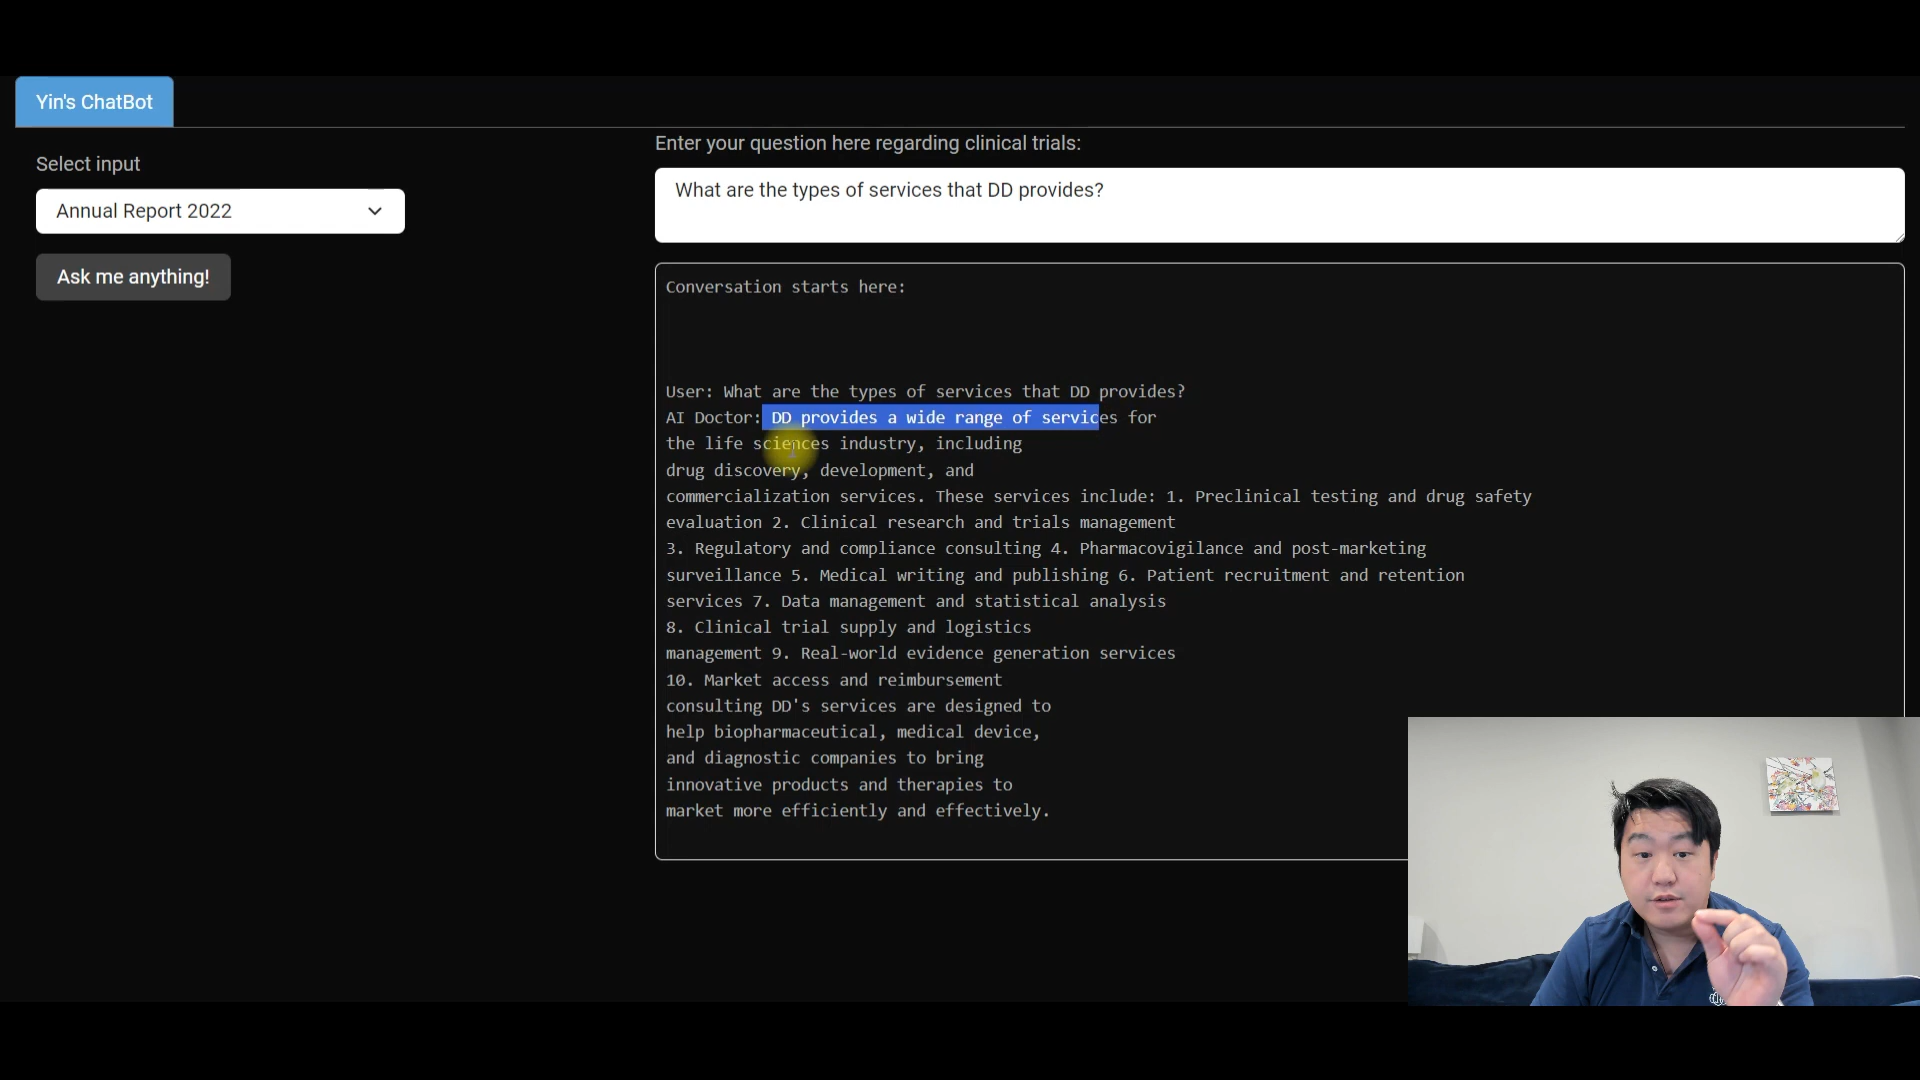 Yin's ChatBot
Select input
Annual Report 2022
Ask me anything!
Enter your question here regarding clinical trials:
What are the types of services that DD provides?
Conversation starts here:
User: What are the types of services that DD provides?
AI Doctor: DD provides a wide range of services for
the life sciences industry, including
drug discovery, development, and
commercialization services. These services include: 1. Preclinical testing and drug safety
evaluation 2. Clinical research and trials management
3. Regulatory and compliance consulting 4. Pharmacovigilance and post-marketing
surveillance 5. Medical writing and publishing 6. Patient recruitment and retention
services 7. Data management and statistical analysis
8. Clinical trial supply and logistics
management 9. Real-world evidence generation services
10. Market access and reimbursement
consulting DD's services are designed to
help biopharmaceutical, medical device,
and diagnostic companies to bring
innovative products and therapies to
market more efficiently and effectively.